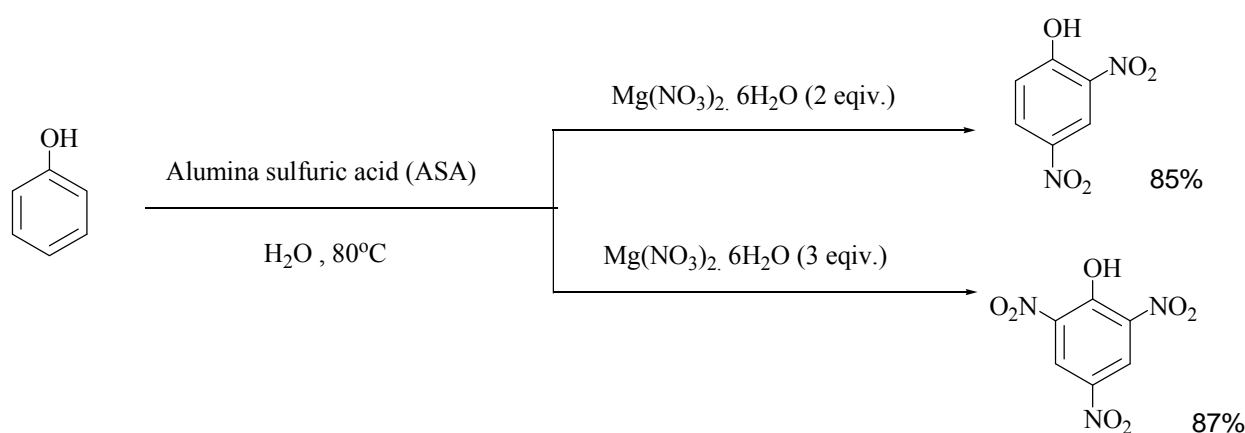 OH
Alumina sulfuric acid (ASA)
H₂O , 80°C
Mg(NO₃)₂. 6H₂O (2 eqiv.)
OH
NO₂
NO₂
85%
Mg(NO₃)₂. 6H₂O (3 eqiv.)
OH
O₂N
NO₂
NO₂
87%